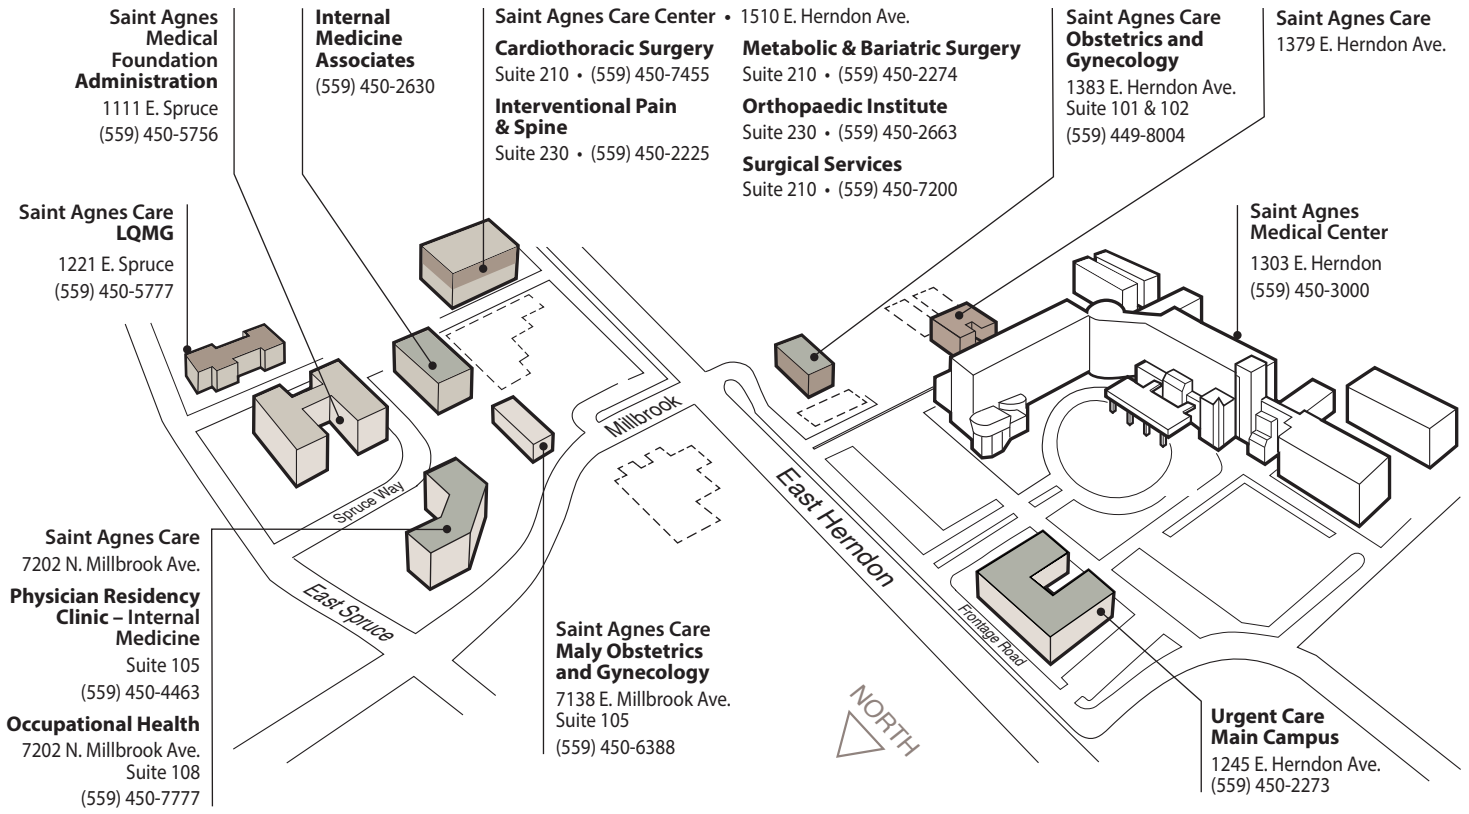 Saint Agnes
Medical
Foundation
Administration
1111 E. Spruce
(559) 450-5756
Internal
Medicine
Associates
(559) 450-2630
Saint Agnes Care Center • 1510 E. Herndon Ave.
Cardiothoracic Surgery
Suite 210 • (559) 450-7455
Interventional Pain
& Spine
Suite 230 • (559) 450-2225
Metabolic & Bariatric Surgery
Suite 210 • (559) 450-2274
Orthopaedic Institute
Suite 230 • (559) 450-2663
Surgical Services
Suite 210 • (559) 450-7200
Saint Agnes Care
Obstetrics and
Gynecology
1383 E. Herndon Ave.
Suite 101 & 102
(559) 449-8004
Saint Agnes Care
1379 E. Herndon Ave.
Saint Agnes Care
LQMG
1221 E. Spruce
(559) 450-5777
Saint Agnes
Medical Center
1303 E. Herndon
(559) 450-3000
Millbrook
Spruce Way
East Herndon
East Spruce
Frontage Road
Saint Agnes Care
7202 N. Millbrook Ave.
Physician Residency
Clinic – Internal
Medicine
Suite 105
(559) 450-4463
Occupational Health
7202 N. Millbrook Ave.
Suite 108
(559) 450-7777
Saint Agnes Care
Maly Obstetrics
and Gynecology
7138 E. Millbrook Ave.
Suite 105
(559) 450-6388
NORTH
Urgent Care
Main Campus
1245 E. Herndon Ave.
(559) 450-2273